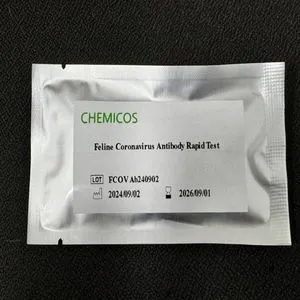 CHEMICOS
Feline Coronavirus Antibody Rapid Test
LOT FCOV Ab240902
2024/09/02 2026/09/01